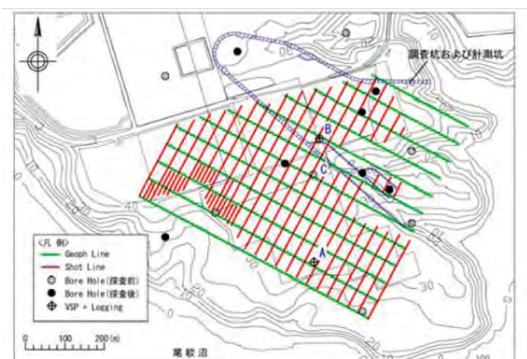 調査坑および計測坑
B
C
A
40
30
0
<凡 例>
Geoph Line
Shot Line
Bore Hole(探査前)
Bore Hole(探査後)
VSP + Logging
0 100 200(m)
尾鮫沼